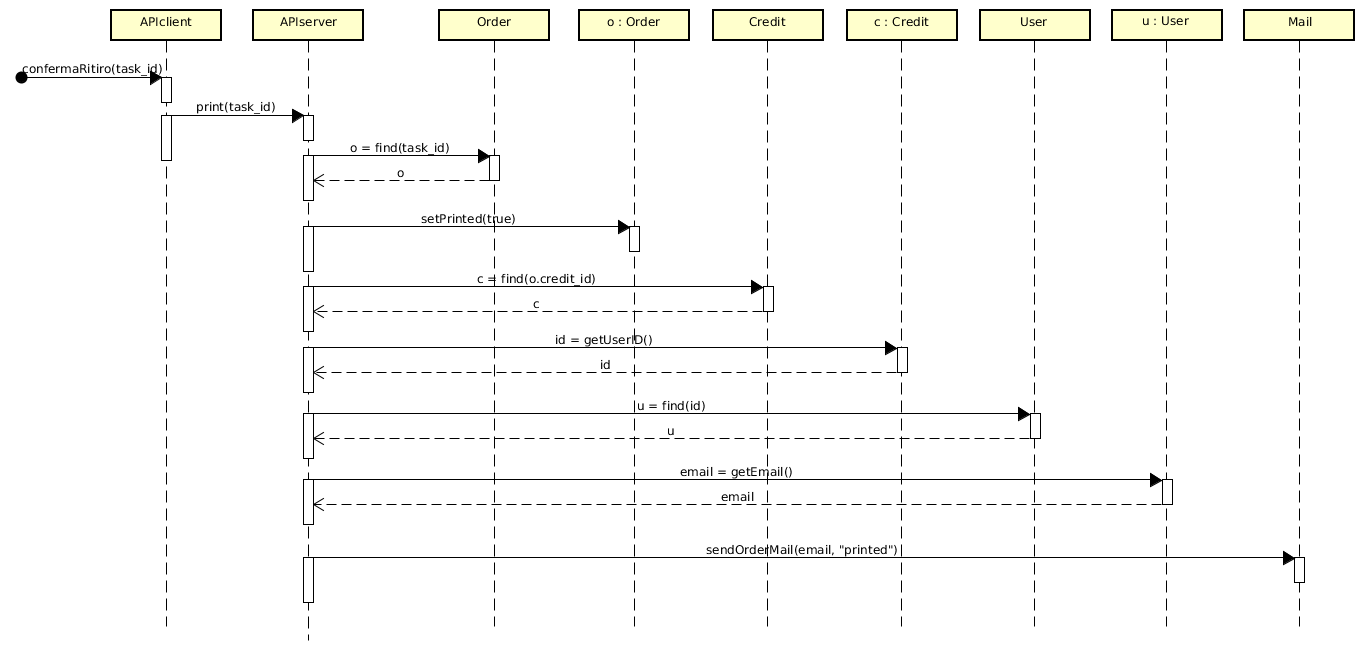 APIclient
APIserver
Order
o : Order
Credit
c : Credit
User
u : User
Mail
confermaRitiro(task_id)
print(task_id)
o = find(task_id)
o
setPrinted(true)
c = find(o.credit_id)
c
id = getUserID()
id
u = find(id)
u
email = getEmail()
email
sendOrderMail(email, "printed")